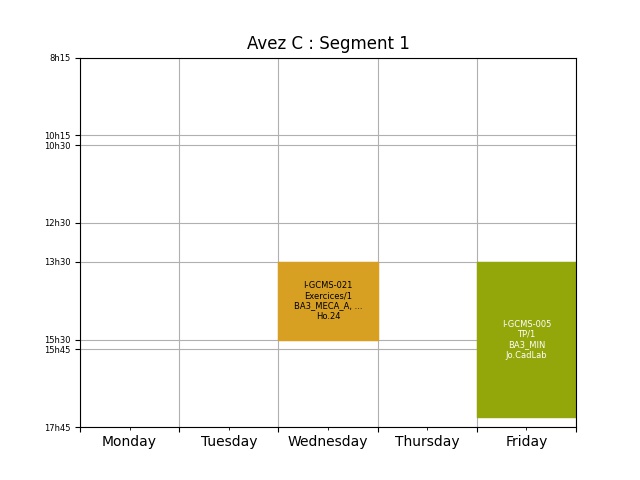 Avez C : Segment 1
8h15
10h15
10h30
12h30
13h30
15h30
15h45
17h45
I-GCMS-021
Exercices/1
BA3_MECA_A, ...
Ho.24
I-GCMS-005
TP/1
BA3_MIN
Jo.CadLab
Monday
Tuesday
Wednesday
Thursday
Friday